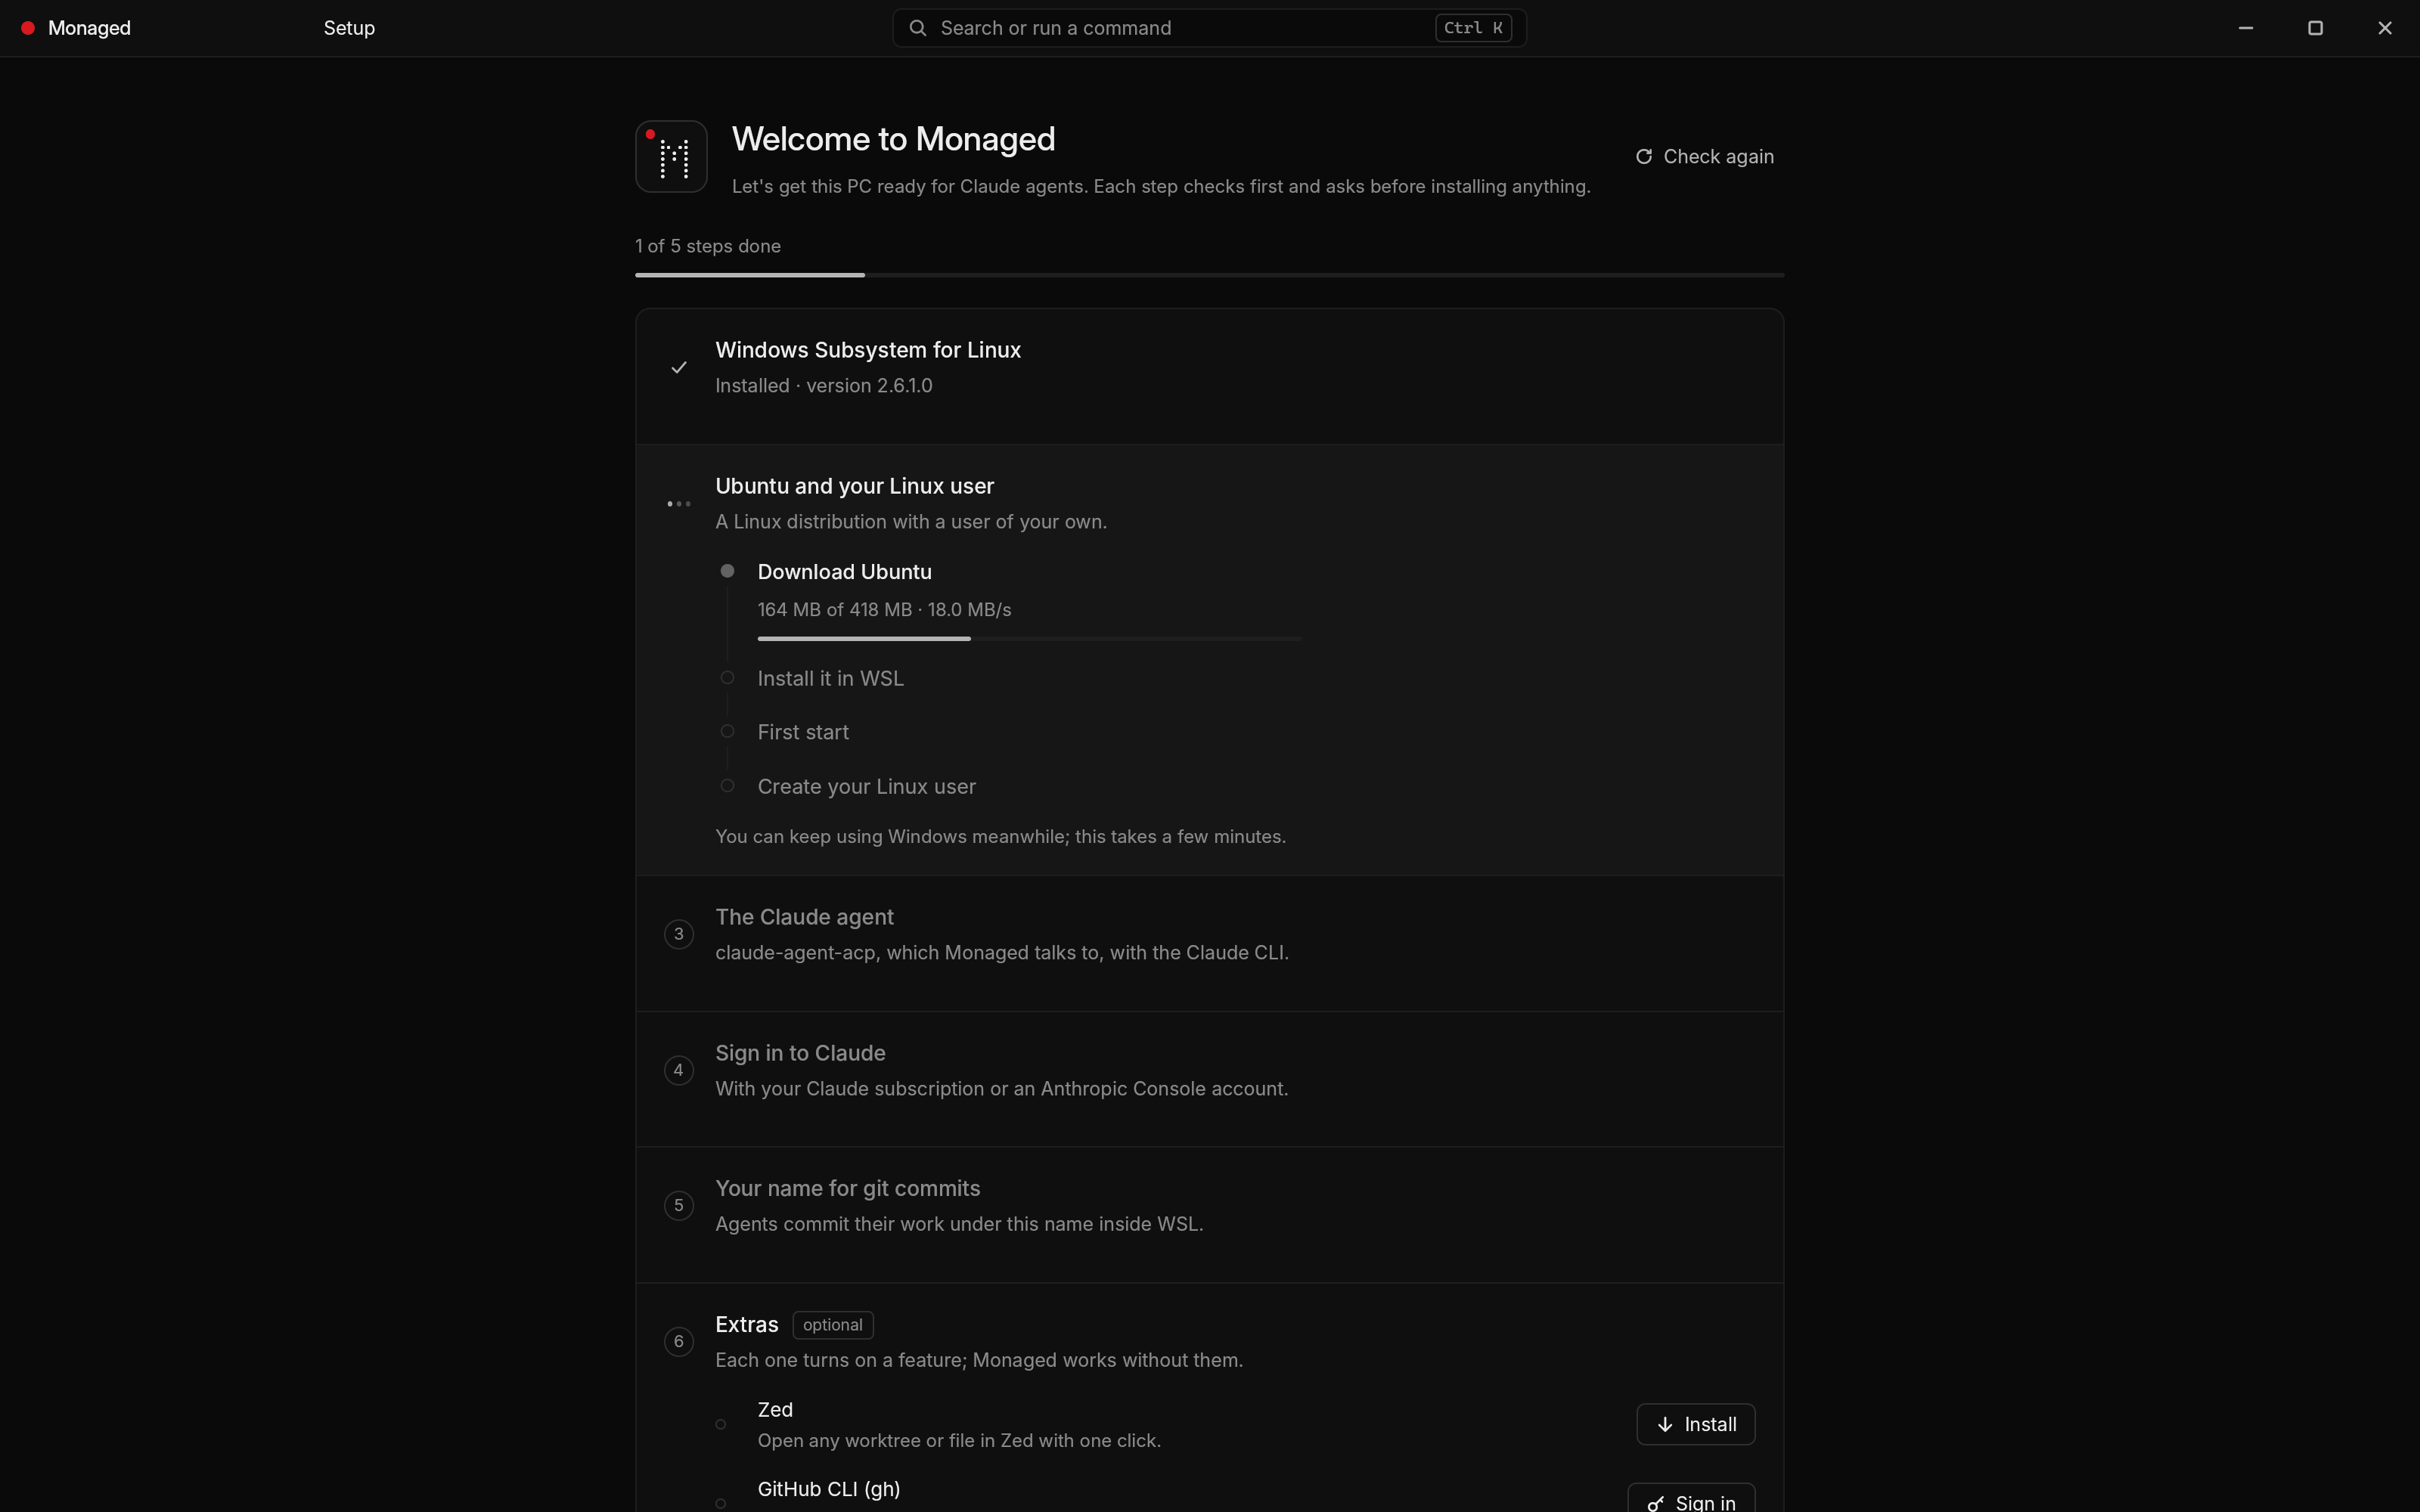 Monaged
Setup
Search or run a command
Ctrl K
Welcome to Monaged
Let's get this PC ready for Claude agents. Each step checks first and asks before installing anything.
Check again
1 of 5 steps done
Windows Subsystem for Linux
Installed · version 2.6.1.0
Ubuntu and your Linux user
A Linux distribution with a user of your own.
Download Ubuntu
164 MB of 418 MB · 18.0 MB/s
Install it in WSL
First start
Create your Linux user
You can keep using Windows meanwhile; this takes a few minutes.
3
The Claude agent
claude-agent-acp, which Monaged talks to, with the Claude CLI.
4
Sign in to Claude
With your Claude subscription or an Anthropic Console account.
5
Your name for git commits
Agents commit their work under this name inside WSL.
6
Extras
optional
Each one turns on a feature; Monaged works without them.
Zed
Open any worktree or file in Zed with one click.
Install
GitHub CLI (gh)
Sign in